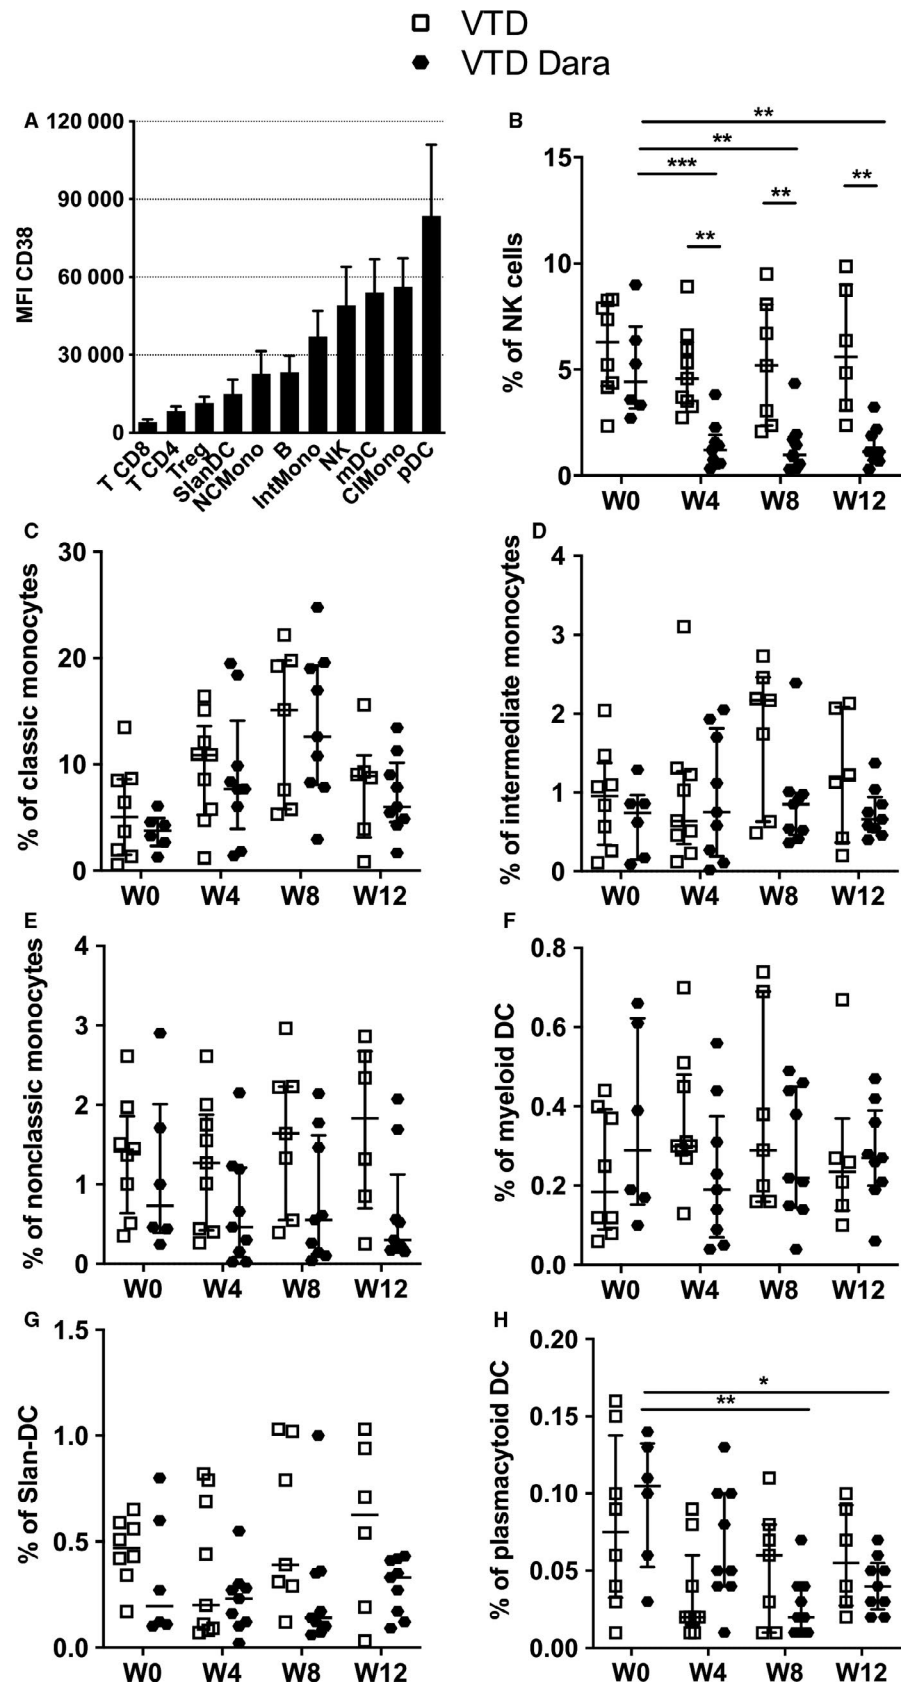 VTD
VTD Dara
A
120 000
90 000
60 000
30 000
0
MFI CD38
T CD8
T CD4
Treg
SlanDC
NCMono
B
IntMono
NK
mDC
ClMono
pDC
B
**
**
***
**
**
**
15
10
5
0
% of NK cells
W0 W4 W8 W12
C
30
20
10
0
% of classic monocytes
W0 W4 W8 W12
D
4
3
2
1
0
% of intermediate monocytes
W0 W4 W8 W12
E
4
3
2
1
0
% of nonclassic monocytes
W0 W4 W8 W12
F
0.8
0.6
0.4
0.2
0.0
% of myeloid DC
W0 W4 W8 W12
G
1.5
1.0
0.5
0.0
% of Slan-DC
W0 W4 W8 W12
H
0.20
0.15
0.10
0.05
0.00
% of plasmacytoid DC
*
**
W0 W4 W8 W12